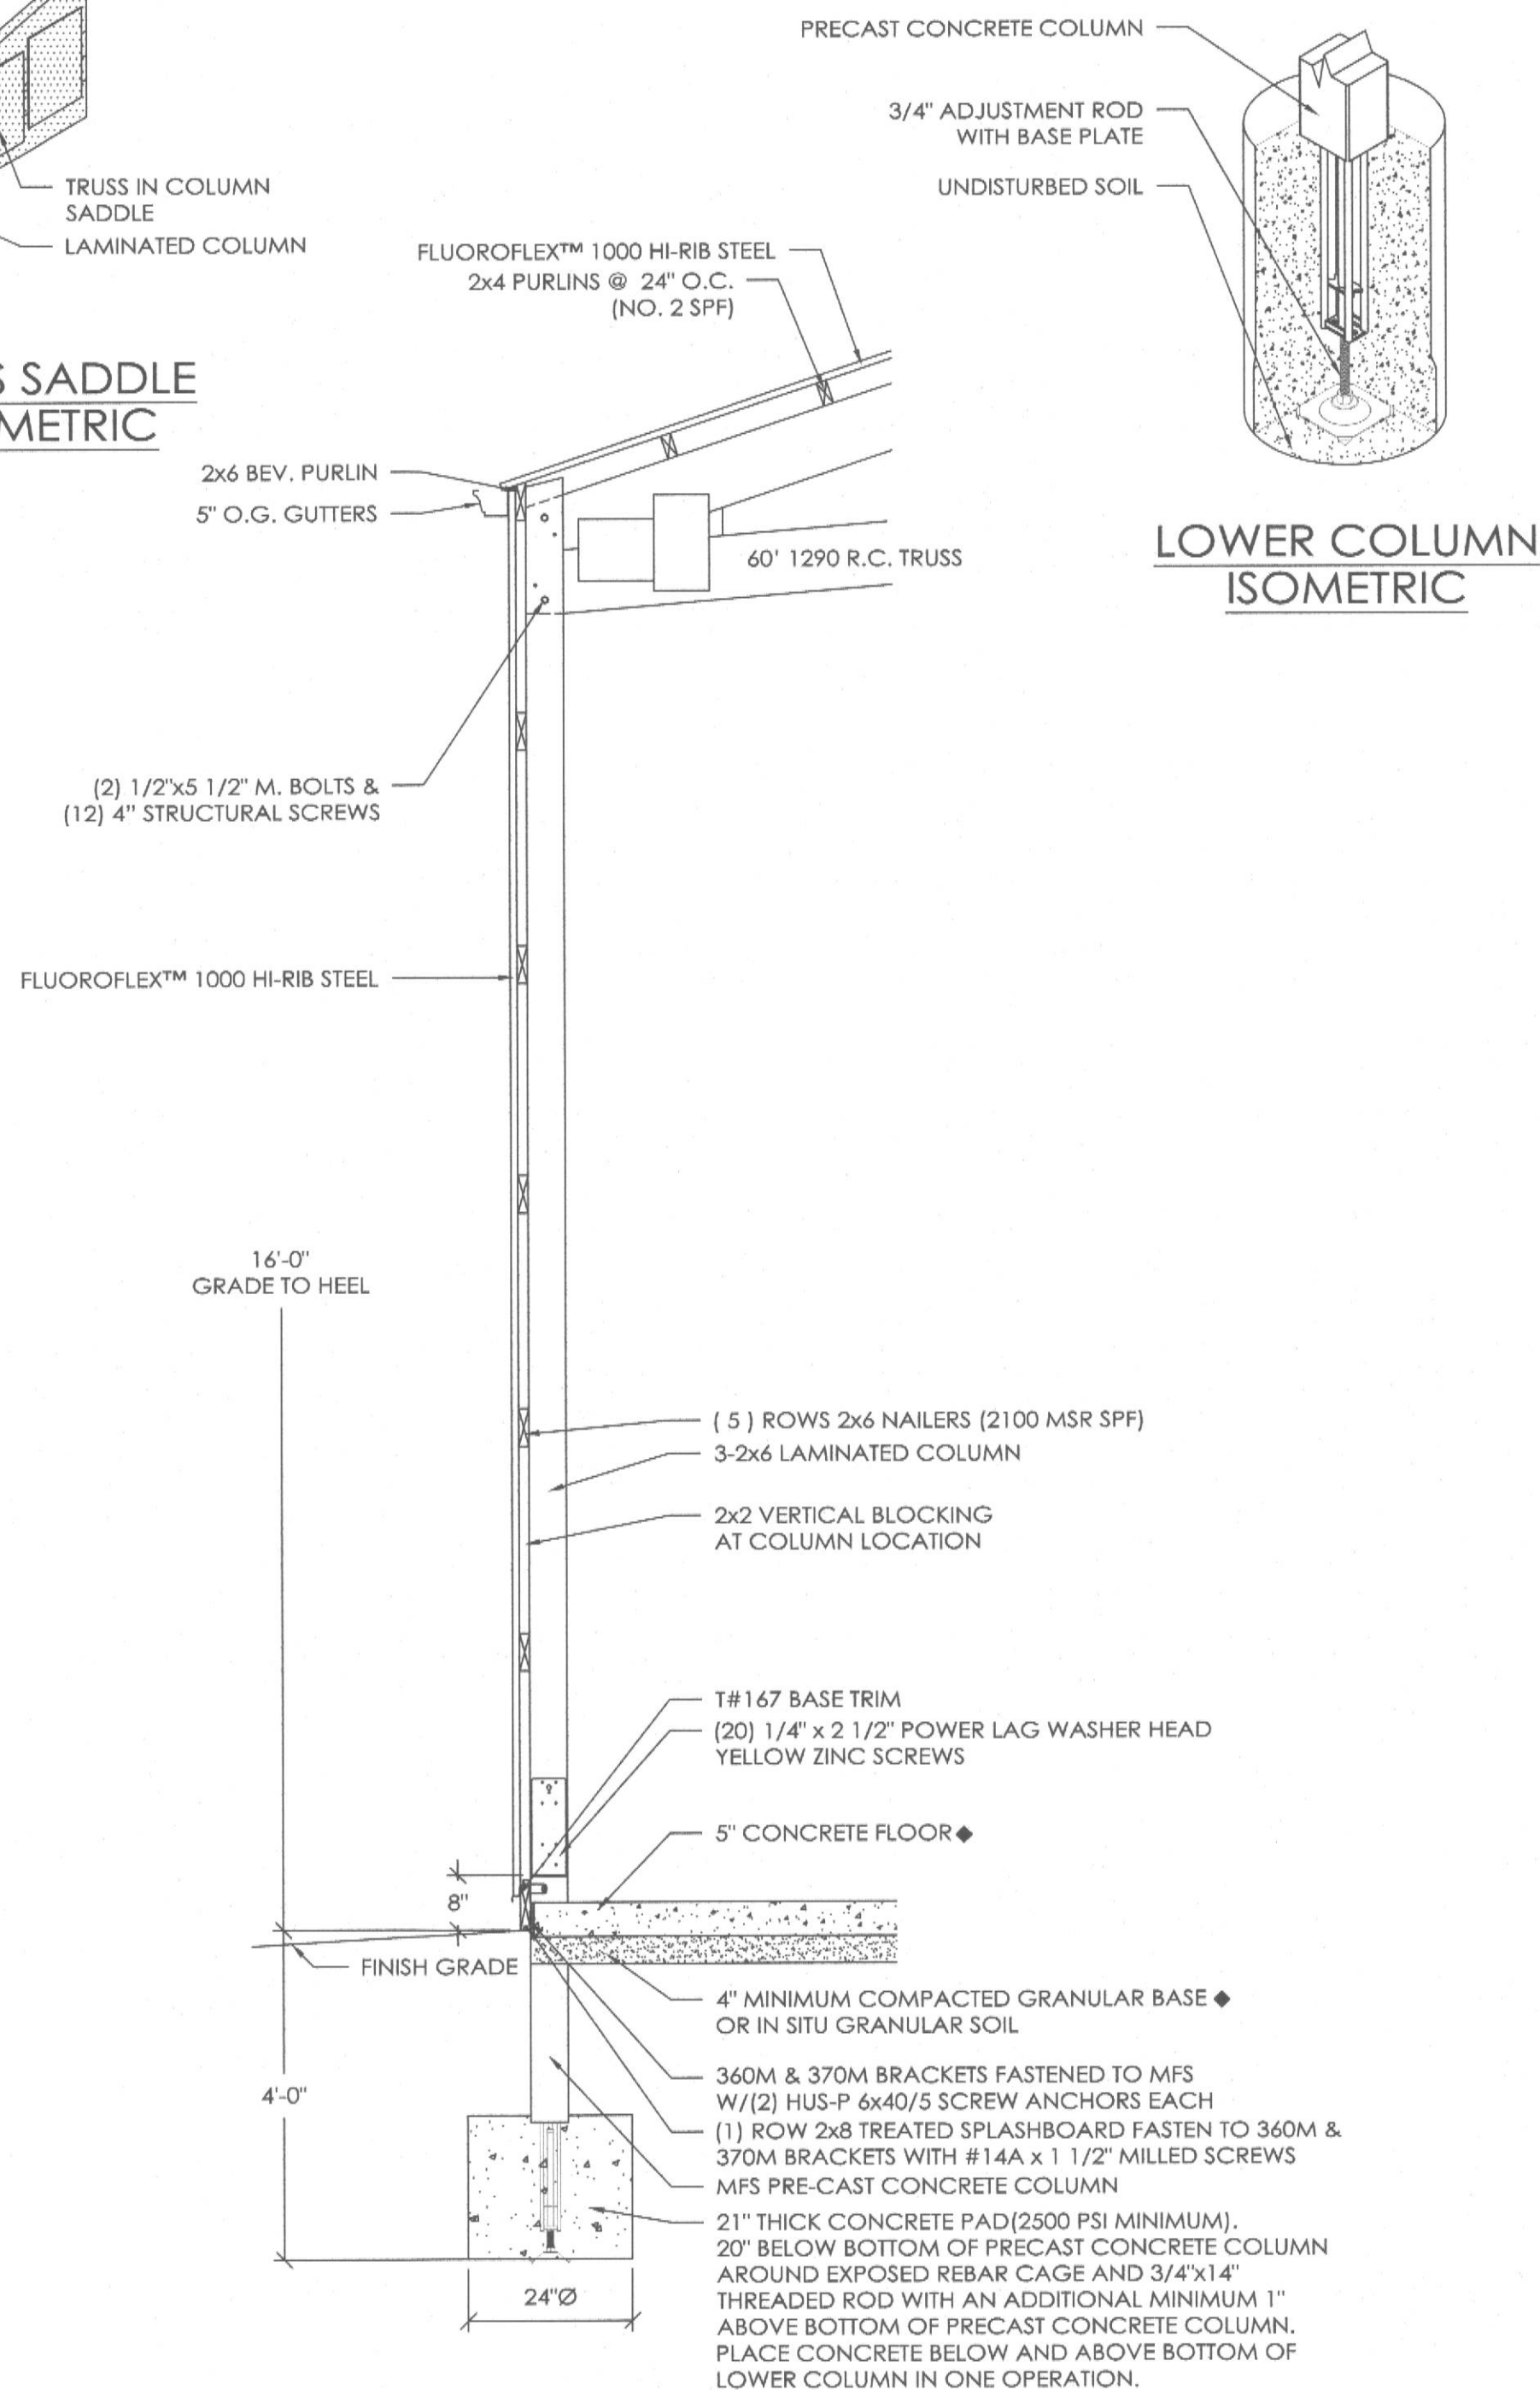 PRECAST CONCRETE COLUMN
3/4" ADJUSTMENT ROD
WITH BASE PLATE
UNDISTURBED SOIL
TRUSS IN COLUMN
SADDLE
LAMINATED COLUMN
FLUOROFLEX™ 1000 HI-RIB STEEL
2x4 PURLINS @ 24" O.C.
(NO. 2 SPF)
SADDLE
METRIC
2x6 BEV. PURLIN
5" O.G. GUTTERS
60' 1290 R.C. TRUSS
LOWER COLUMN
ISOMETRIC
(2) 1/2"x5 1/2" M. BOLTS &
(12) 4" STRUCTURAL SCREWS
FLUOROFLEX™ 1000 HI-RIB STEEL
16'-0"
GRADE TO HEEL
( 5 ) ROWS 2x6 NAILERS (2100 MSR SPF)
3-2x6 LAMINATED COLUMN
2x2 VERTICAL BLOCKING
AT COLUMN LOCATION
T#167 BASE TRIM
(20) 1/4" x 2 1/2" POWER LAG WASHER HEAD
YELLOW ZINC SCREWS
5" CONCRETE FLOOR◆
8"
FINISH GRADE
4" MINIMUM COMPACTED GRANULAR BASE ◆
OR IN SITU GRANULAR SOIL
360M & 370M BRACKETS FASTENED TO MFS
W/(2) HUS-P 6x40/5 SCREW ANCHORS EACH
4'-0"
(1) ROW 2x8 TREATED SPLASHBOARD FASTEN TO 360M &
370M BRACKETS WITH #14A x 1 1/2" MILLED SCREWS
MFS PRE-CAST CONCRETE COLUMN
21" THICK CONCRETE PAD(2500 PSI MINIMUM).
20" BELOW BOTTOM OF PRECAST CONCRETE COLUMN
AROUND EXPOSED REBAR CAGE AND 3/4"x14"
THREADED ROD WITH AN ADDITIONAL MINIMUM 1"
ABOVE BOTTOM OF PRECAST CONCRETE COLUMN.
PLACE CONCRETE BELOW AND ABOVE BOTTOM OF
LOWER COLUMN IN ONE OPERATION.
24"Ø